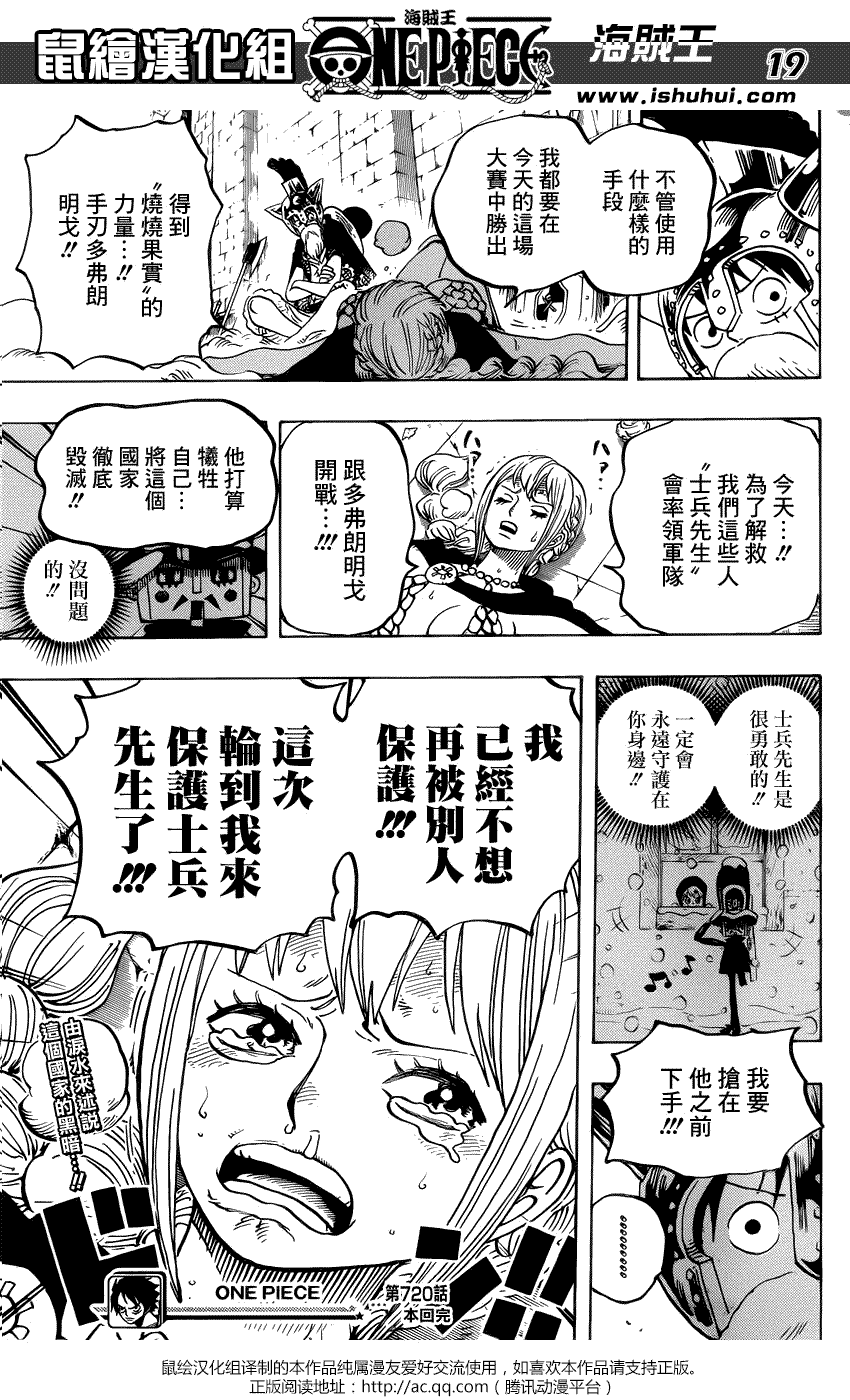 鼠繪漢化組
海賊王
ONE PIECE
海賊王
19
www.ishuhui.com
不管使用
什麼樣的
手段
我都要在
今天的這場
大賽中勝出
得到
“燒燒果實”的
力量…!!
手刃多弗朗
明戈!!
今天…!!
為了解救
我們這些人
“士兵先生”
會率領軍隊
ハァ…
ハァ
跟多弗朗明戈
開戰…!!!
他打算
犧牲
自己…
將這個
國家
徹底
毀滅!!
沒問題
的!!
士兵先生是
很勇敢的!!
一定會
永遠守護在
你身邊!!
我要
搶在
他之前
下手!!!
………
我
已經不想
再被別人
保護!!!
這次
輪到我來
保護士兵
先生了!!!
由淚水來述說
這個國家的黑暗…!!
ONE PIECE
第720話
本回完
鼠绘汉化组译制的本作品纯属漫友爱好交流使用，如喜欢本作品请支持正版。
正版阅读地址：http://ac.qq.com（腾讯动漫平台）